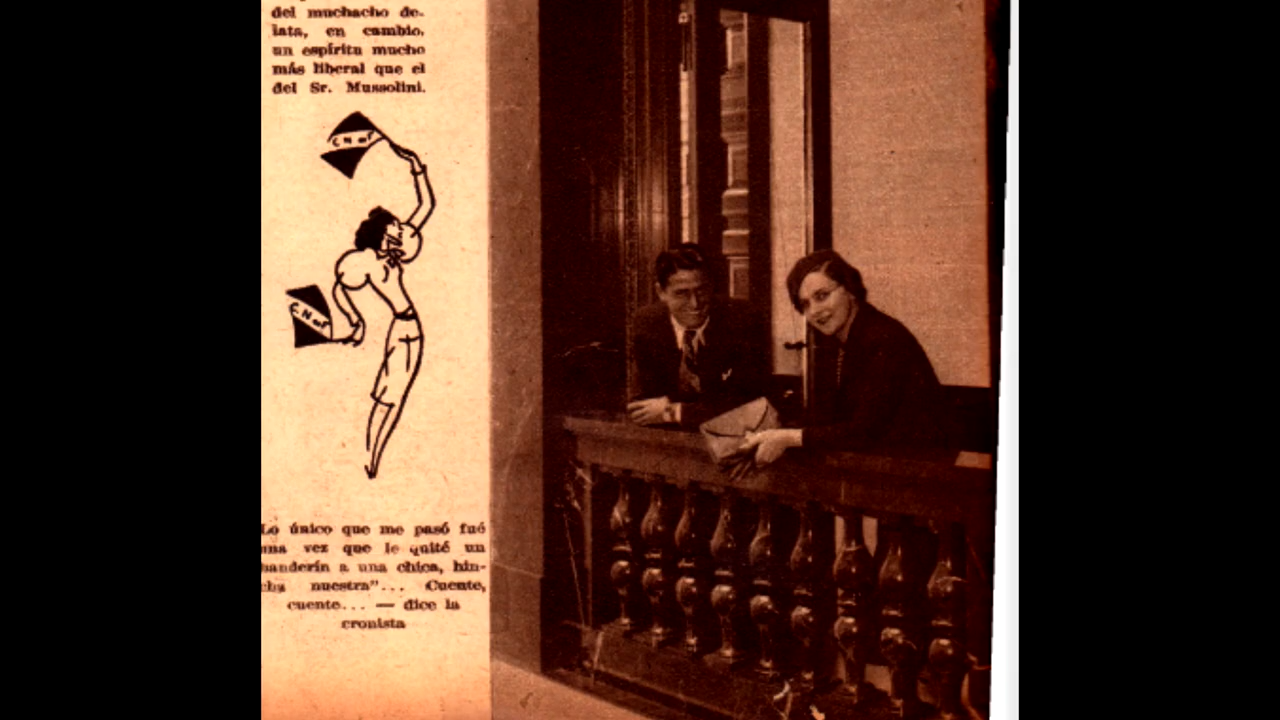 del muchacho de-
lata, en cambio,
un espíritu mucho
más liberal que el
del Sr. Mussolini.
C. N. de F.
C. N. de F.
Lo único que me pasó fué
una vez que le quité un
banderín a una chica, hin-
cha nuestra"... Cuente,
cuente... — dice la
cronista